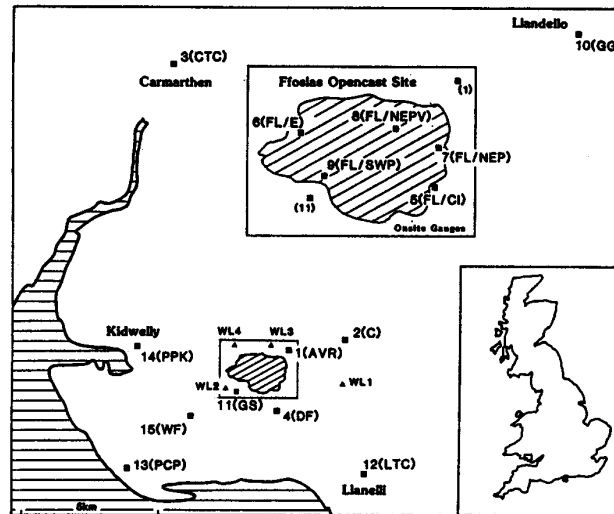 Llandello
10(GG)
3(CTC)
Carmarthen
Ffoslas Opencast Site
(1)
6(FL/E)
8(FL/NEPV)
7(FL/NEP)
9(FL/SWP)
5(FL/CI)
(11)
Onsite Gauges
Kidwelly
14(PPK)
WL4
WL3
2(C)
1(AVR)
WL2
WL1
11(GS)
4(DF)
15(WF)
13(PCP)
12(LTC)
Llanelli
5km